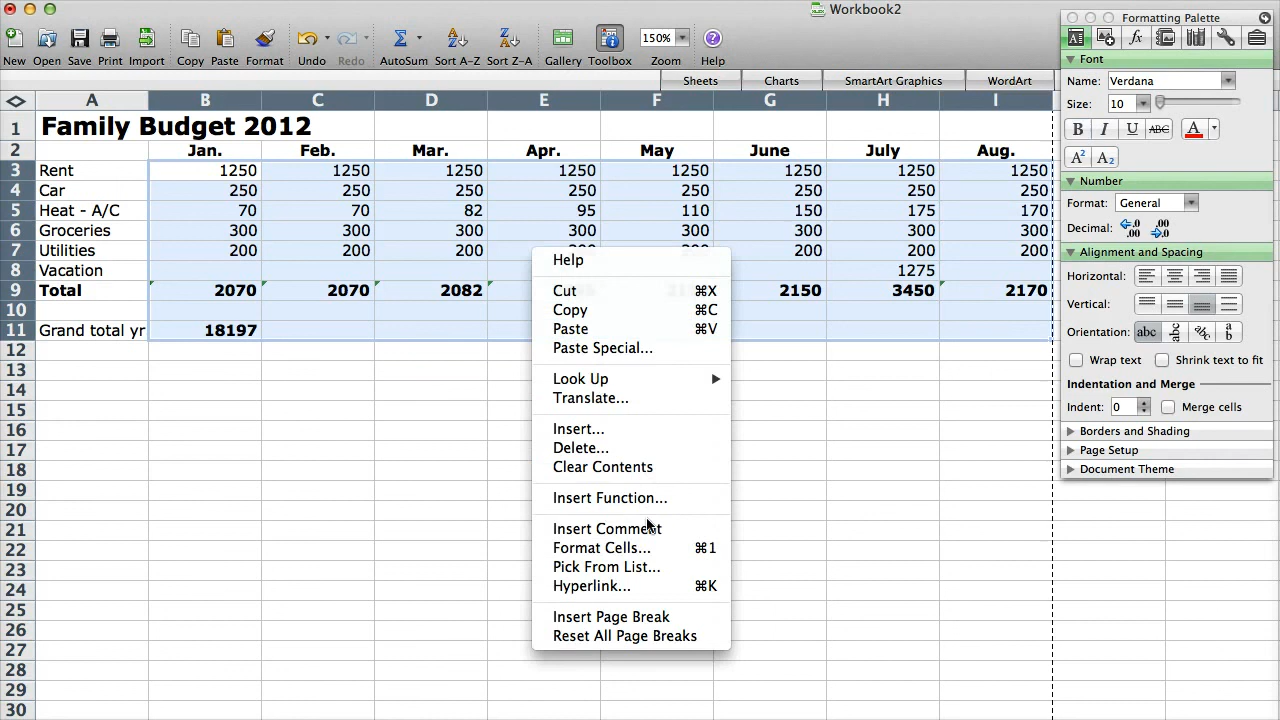 Workbook2
New Open Save Print Import Copy Paste Format Undo Redo AutoSum Sort A-Z Sort Z-A Gallery Toolbox 150% Zoom Help
Sheets Charts SmartArt Graphics WordArt
A B C D E F G H I
1 Family Budget 2012
2 Jan. Feb. Mar. Apr. May June July Aug.
3 Rent 1250 1250 1250 1250 1250 1250 1250 1250
4 Car 250 250 250 250 250 250 250 250
5 Heat - A/C 70 70 82 95 110 150 175 170
6 Groceries 300 300 300 300 300 300 300 300
7 Utilities 200 200 200 200 200 200 200 200
8 Vacation 1275
9 Total 2070 2070 2082 2150 3450 2170
10
11 Grand total yr 18197
12
13
14
15
16
17
18
19
20
21
22
23
24
25
26
27
28
29
30
Help
Cut ⌘X
Copy ⌘C
Paste ⌘V
Paste Special...
Look Up
Translate...
Insert...
Delete...
Clear Contents
Insert Function...
Insert Comment
Format Cells... ⌘1
Pick From List...
Hyperlink... ⌘K
Insert Page Break
Reset All Page Breaks
Formatting Palette
Font
Name: Verdana
Size: 10
B I U ABC A
A² A₂
Number
Format: General
Decimal: .0 .00 .00 .0
Alignment and Spacing
Horizontal:
Vertical:
Orientation: abc abc abc a b
Wrap text Shrink text to fit
Indentation and Merge
Indent: 0 Merge cells
Borders and Shading
Page Setup
Document Theme